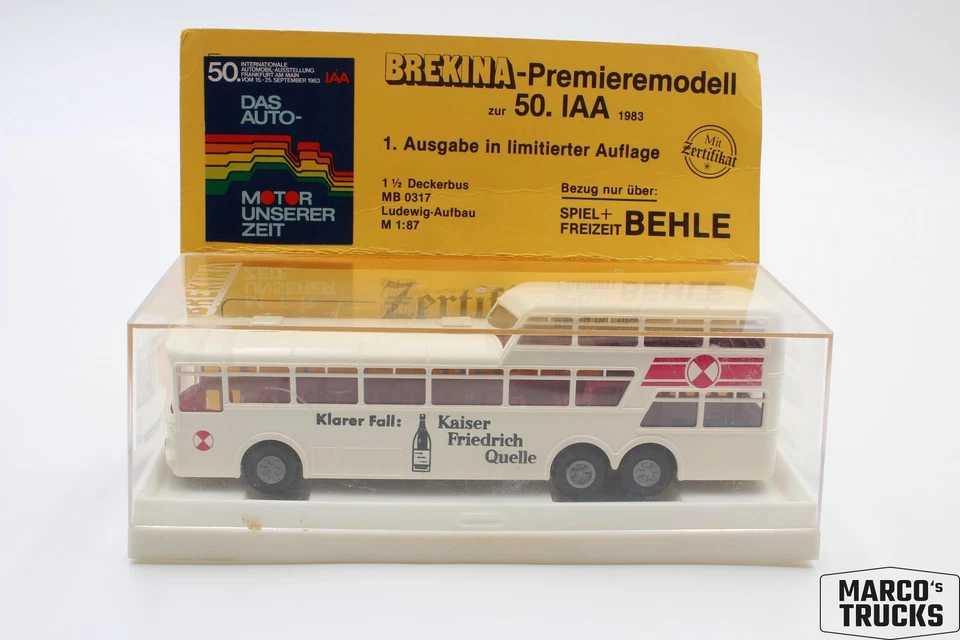 50. INTERNATIONALE
AUTOMOBIL-AUSSTELLUNG
FRANKFURT AM MAIN
VOM 15.-25. SEPTEMBER 1983 IAA
DAS
AUTO-
MOTOR
UNSERER
ZEIT
BREKINA-Premieremodell
zur 50. IAA 1983
1. Ausgabe in limitierter Auflage
Mit
Zertifikat
1 ½ Deckerbus
MB 0317
Ludewig-Aufbau
M 1:87
Bezug nur über:
SPIEL+
FREIZEIT BEHLE
Klarer Fall:
Kaiser
Friedrich
Quelle
MARCO's
TRUCKS